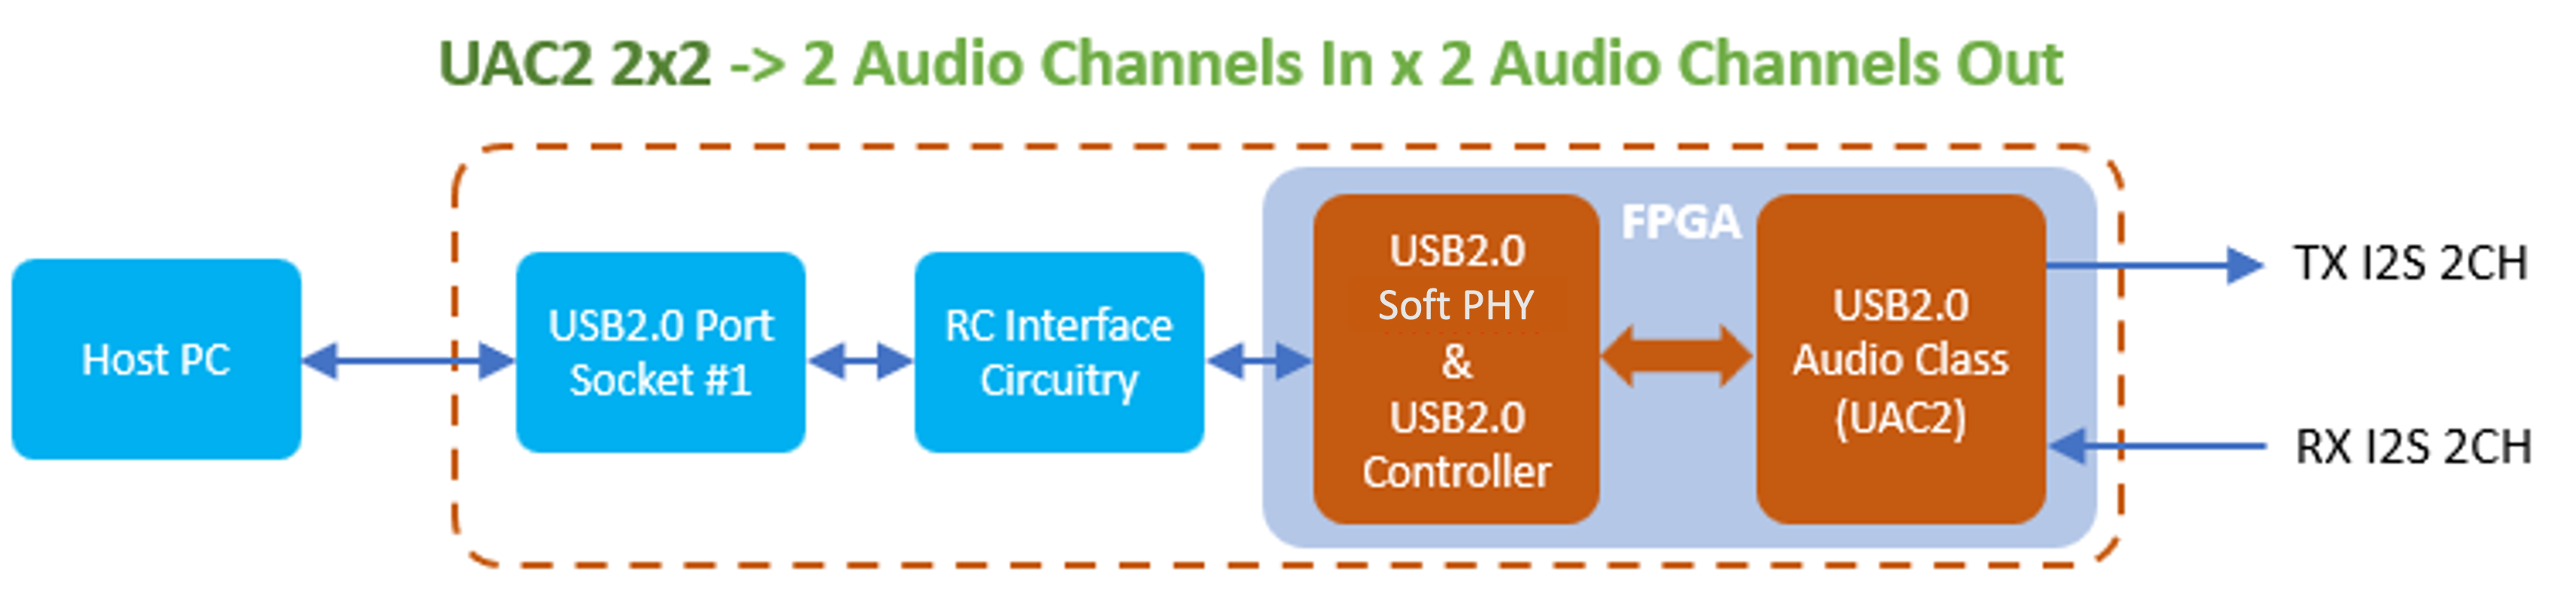 UAC2 2x2 -> 2 Audio Channels In x 2 Audio Channels Out
Host PC
USB2.0 Port
Socket #1
RC Interface
Circuitry
FPGA
USB2.0
Soft PHY
&
USB2.0
Controller
USB2.0
Audio Class
(UAC2)
TX I2S 2CH
RX I2S 2CH